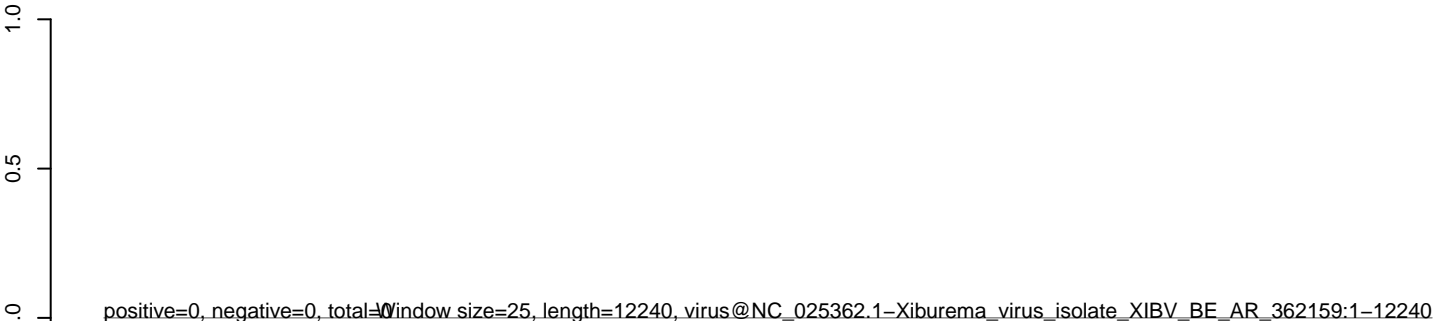 1.0
0.5
.0
positive=0, negative=0, total=0
Window size=25, length=12240, virus@NC_025362.1−Xiburema_virus_isolate_XIBV_BE_AR_362159:1−12240